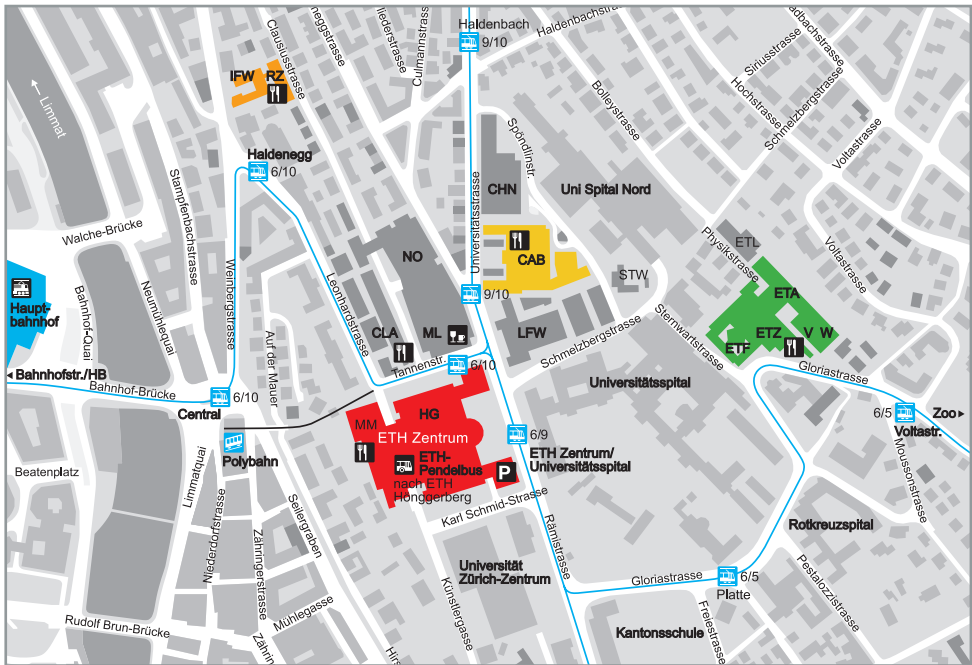 Haldenbach
9/10
Haldenbachstr.
Clausiusstrasse
Culmannstrasse
Siriusstrasse
Hochstrasse
Schmelzbergstrasse
Bolleystrasse
Voltastrasse
← Limmat
IFW RZ
Haldenegg
6/10
Stampfenbachstrasse
Walche-Brücke
Weinbergstrasse
Neumühlequai
Bahnhof-Quai
Leonhardstrasse
Auf der Mauer
NO
Universitätsstrasse
CHN
Spöndlinstr.
Uni Spital Nord
CAB
STW
Physikstrasse
ETL
Voltastrasse
ETA
ETZ
V W
ETF
Haupt-
bahnhof
9/10
CLA
ML
LFW
Schmelzbergstrasse
Sternwartstrasse
Tannenstr.
6/10
Bahnhofstr./HB
Bahnhof-Brücke
6/10
Central
Universitätsspital
Gloriastrasse
6/5
Zoo
Voltastr.
MM
HG
ETH Zentrum
6/9
ETH Zentrum/
Universitätsspital
ETH-
Pendelbus
nach ETH
Hönggerberg
P
Polybahn
Beatenplatz
Limmatquai
Niederdorfstrasse
Zähringerstrasse
Seilergraben
Karl Schmid-Strasse
Rämistrasse
Moussonstrasse
Rotkreuzspital
Universität
Zürich-Zentrum
Gloriastrasse
6/5
Platte
Pestalozzistrasse
Freiestrasse
Kantonsschule
Künstlergasse
Mühlegasse
Rudolf Brun-Brücke
Zähri
Hirs